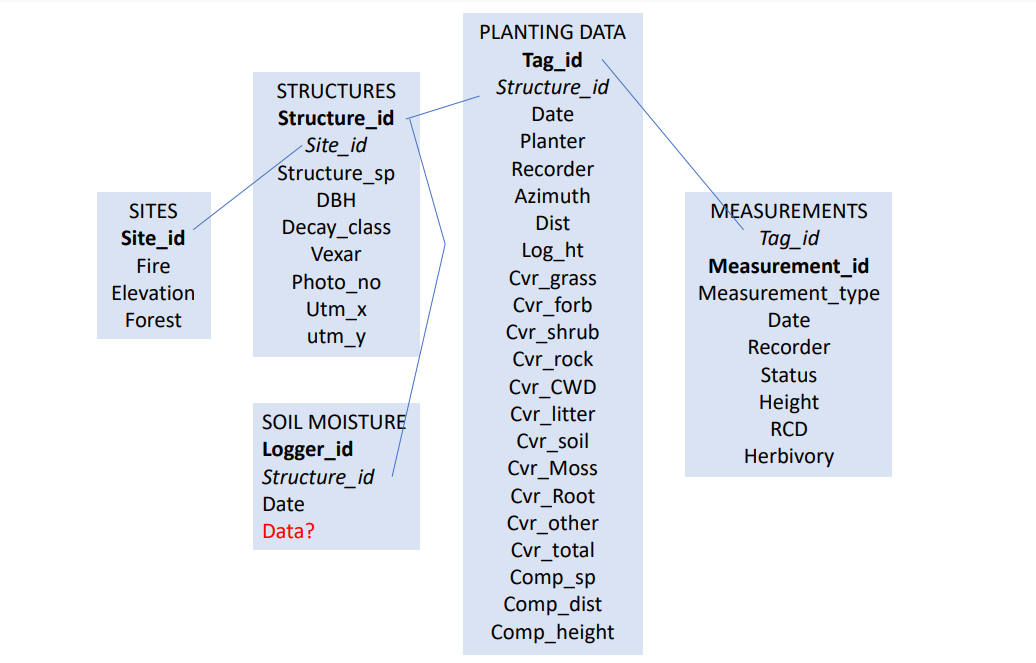 SITES
Site_id
Fire
Elevation
Forest
STRUCTURES
Structure_id
Site_id
Structure_sp
DBH
Decay_class
Vexar
Photo_no
Utm_x
utm_y
SOIL MOISTURE
Logger_id
Structure_id
Date
Data?
PLANTING DATA
Tag_id
Structure_id
Date
Planter
Recorder
Azimuth
Dist
Log_ht
Cvr_grass
Cvr_forb
Cvr_shrub
Cvr_rock
Cvr_CWD
Cvr_litter
Cvr_soil
Cvr_Moss
Cvr_Root
Cvr_other
Cvr_total
Comp_sp
Comp_dist
Comp_height
MEASUREMENTS
Tag_id
Measurement_id
Measurement_type
Date
Recorder
Status
Height
RCD
Herbivory